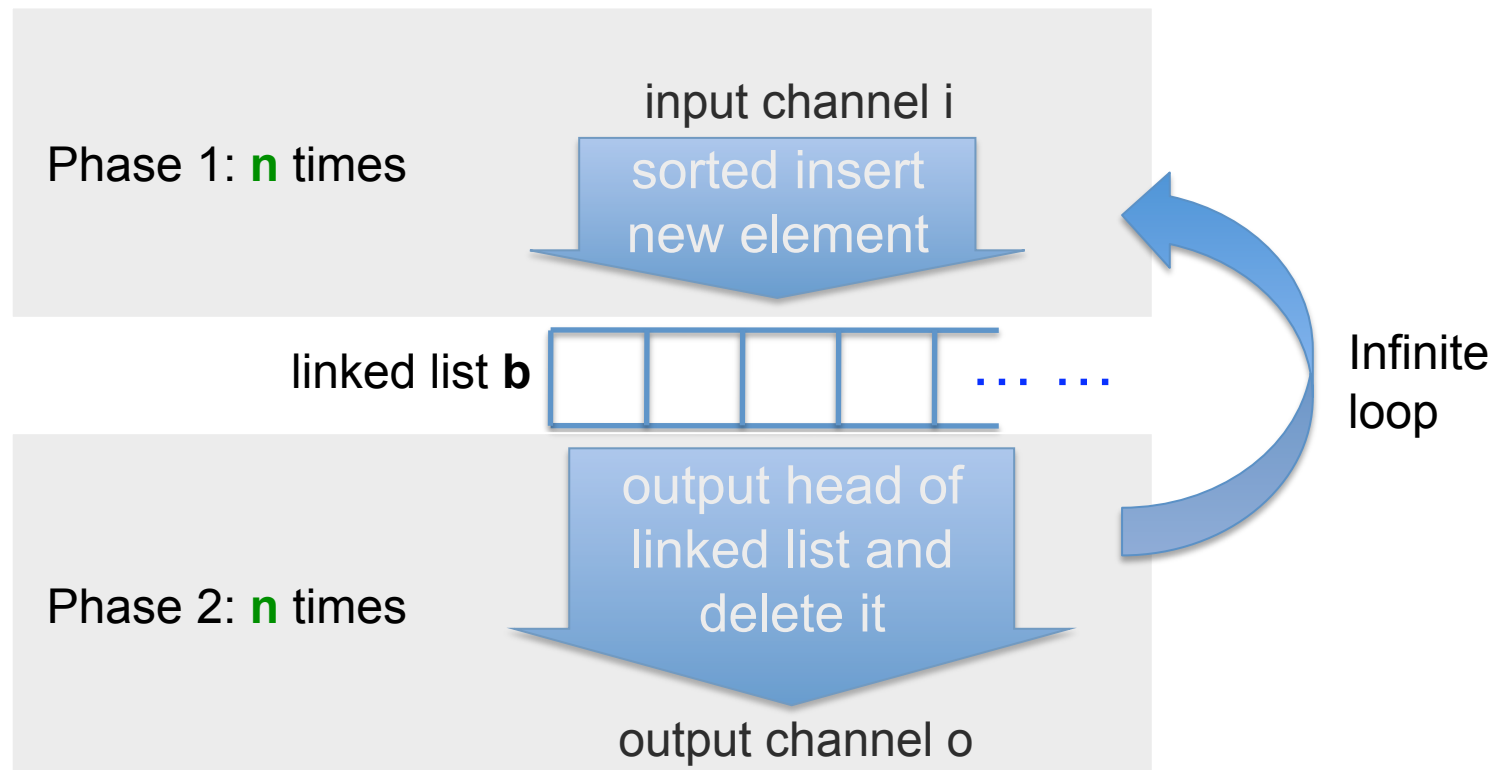 input channel i
Phase 1: n times
sorted insert
new element
linked list b
... ...
Infinite
loop
output head of
linked list and
delete it
Phase 2: n times
output channel o